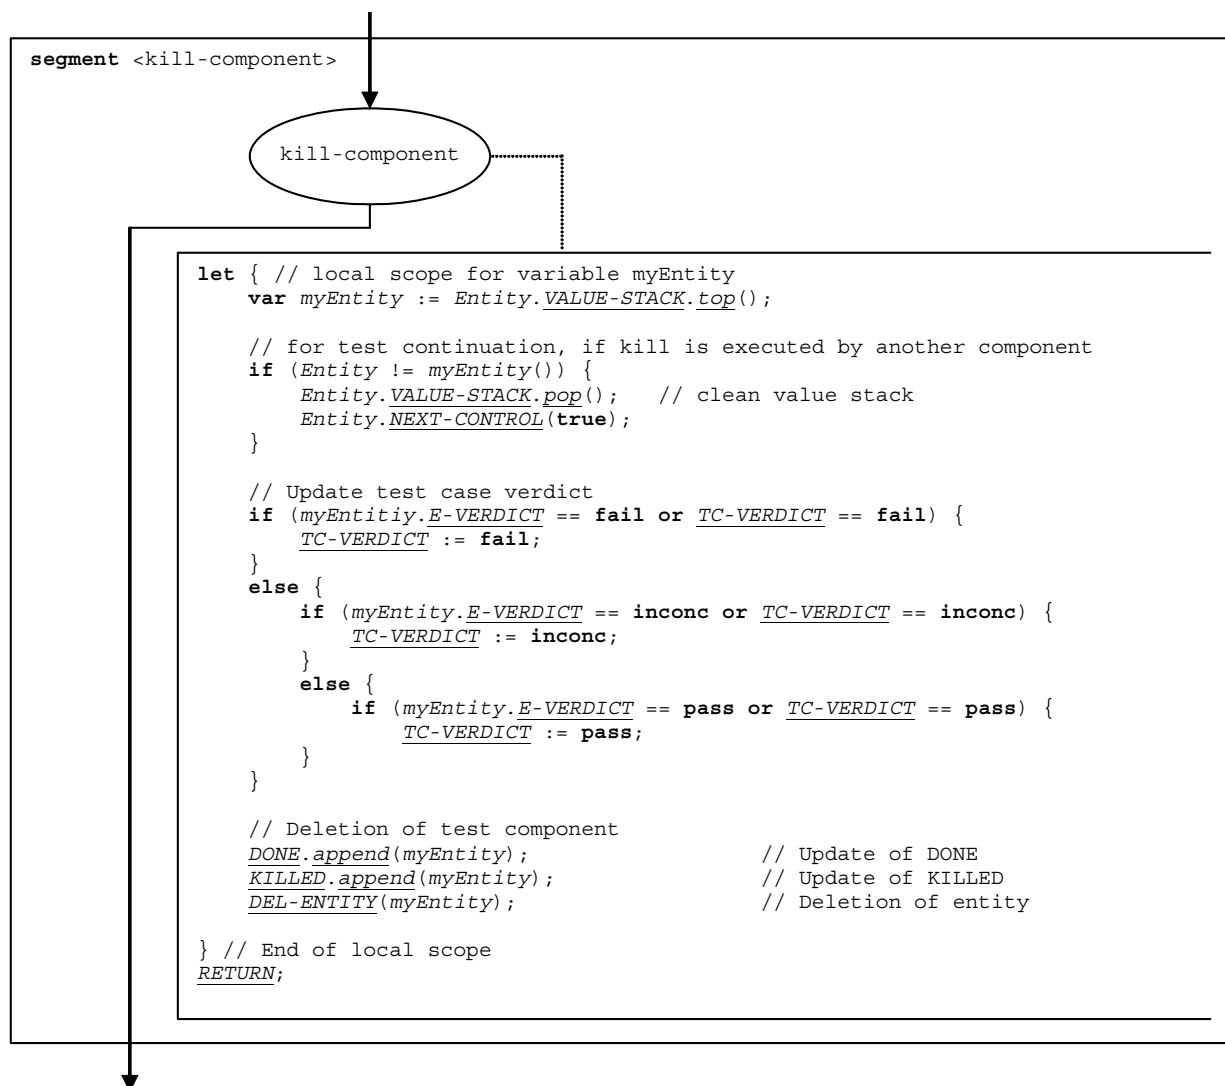 segment <kill-component>
kill-component
let { // local scope for variable myEntity
var myEntity := Entity.VALUE-STACK.top();
// for test continuation, if kill is executed by another component
if (Entity != myEntity()) {
Entity.VALUE-STACK.pop(); // clean value stack
Entity.NEXT-CONTROL(true);
}
// Update test case verdict
if (myEntitiy.E-VERDICT == fail or TC-VERDICT == fail) {
TC-VERDICT := fail;
}
else {
if (myEntity.E-VERDICT == inconc or TC-VERDICT == inconc) {
TC-VERDICT := inconc;
}
else {
if (myEntity.E-VERDICT == pass or TC-VERDICT == pass) {
TC-VERDICT := pass;
}
}
// Deletion of test component
DONE.append(myEntity); // Update of DONE
KILLED.append(myEntity); // Update of KILLED
DEL-ENTITY(myEntity); // Deletion of entity
} // End of local scope
RETURN;